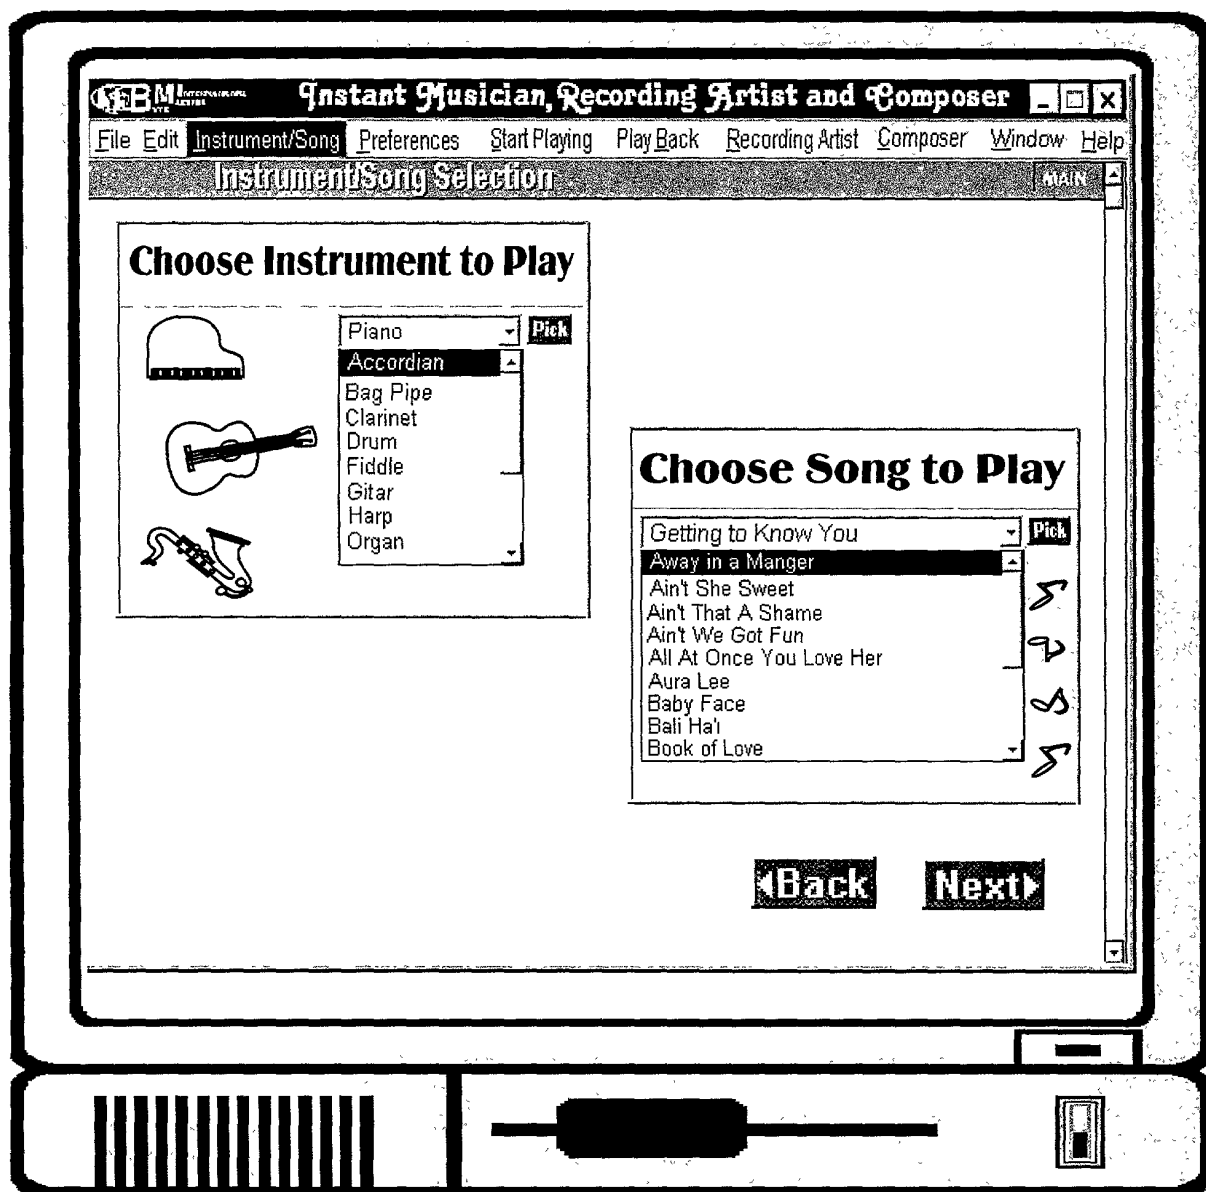 Instant Musician, Recording Artist and Composer
File Edit Instrument/Song Preferences Start Playing Play Back Recording Artist Composer Window Help
Instrument/Song Selection MAIN
Choose Instrument to Play
Piano Pick
Accordian
Bag Pipe
Clarinet
Drum
Fiddle
Gitar
Harp
Organ
Choose Song to Play
Getting to Know You Pick
Away in a Manger
Ain't She Sweet
Ain't That A Shame
Ain't We Got Fun
All At Once You Love Her
Aura Lee
Baby Face
Bali Ha'i
Book of Love
Back Next